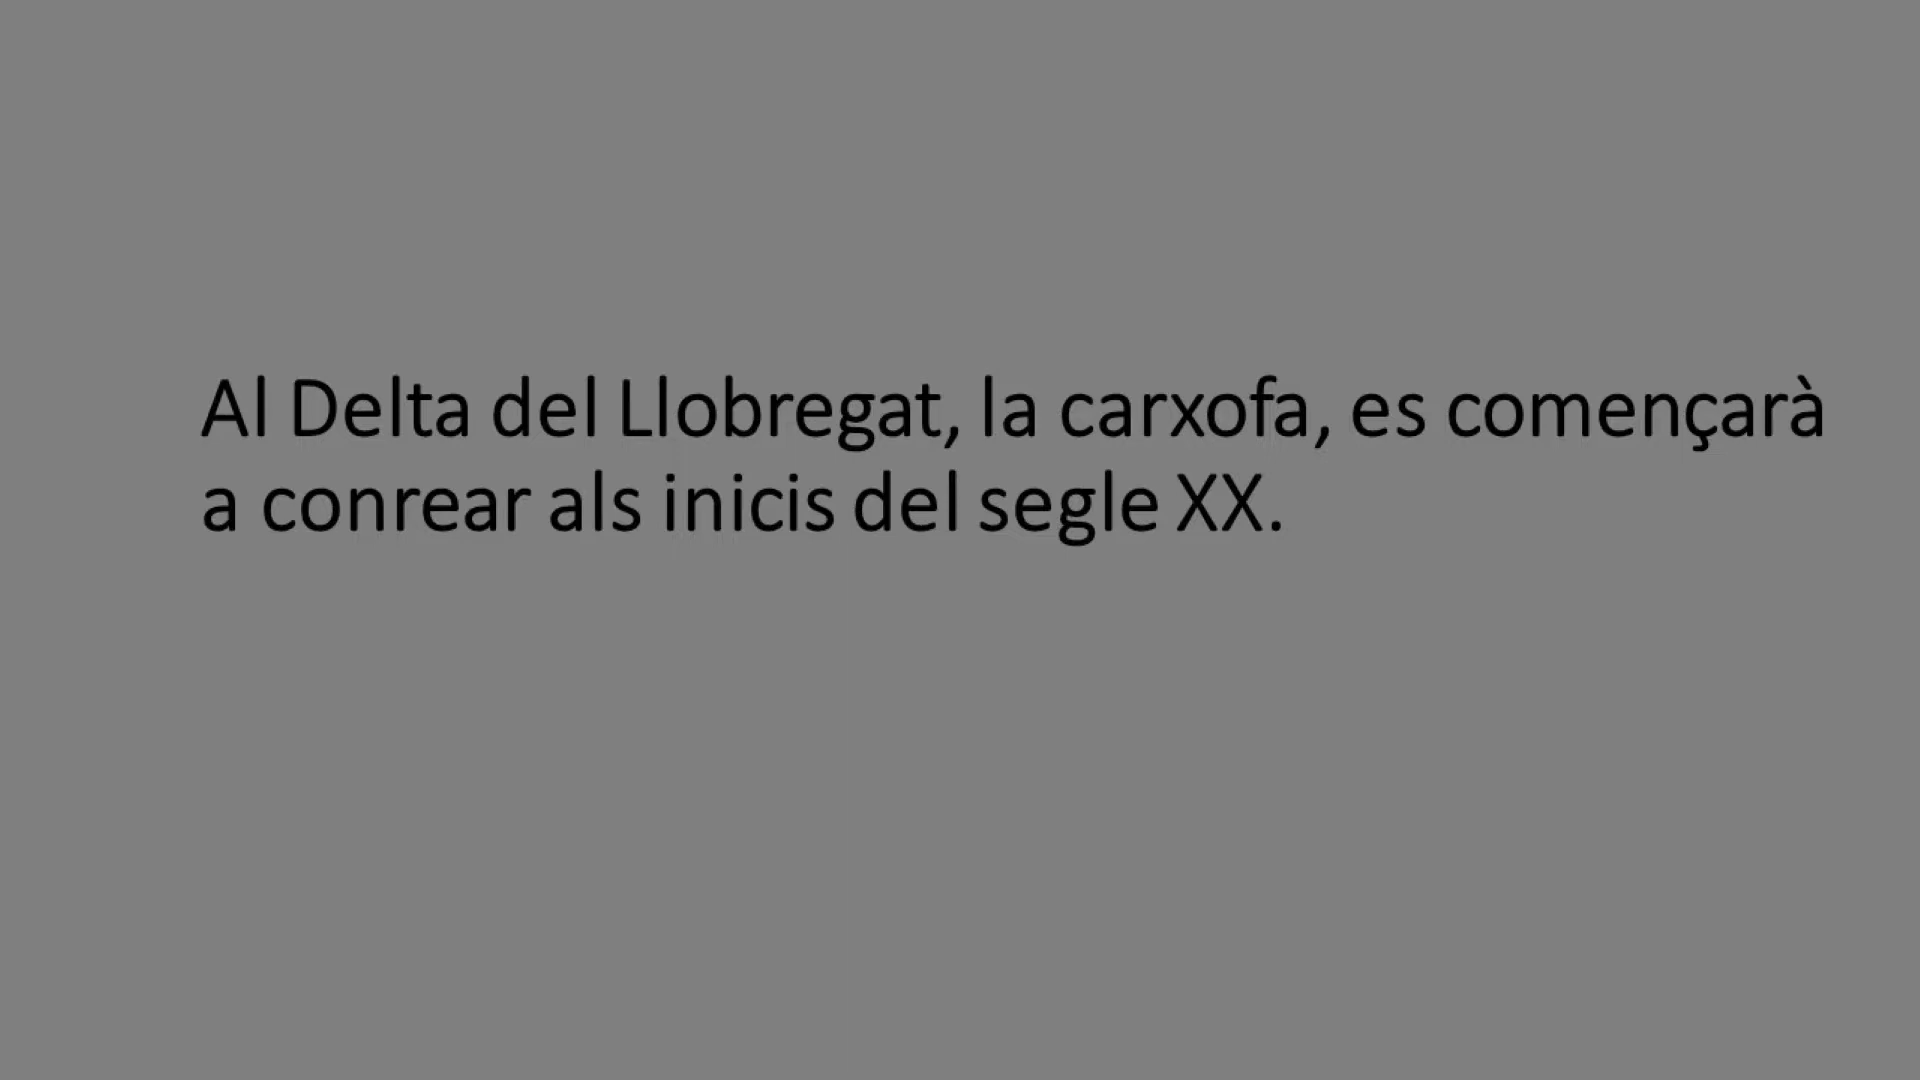 Al Delta del Llobregat, la carxofa, es començarà
a conrear als inicis del segle XX.